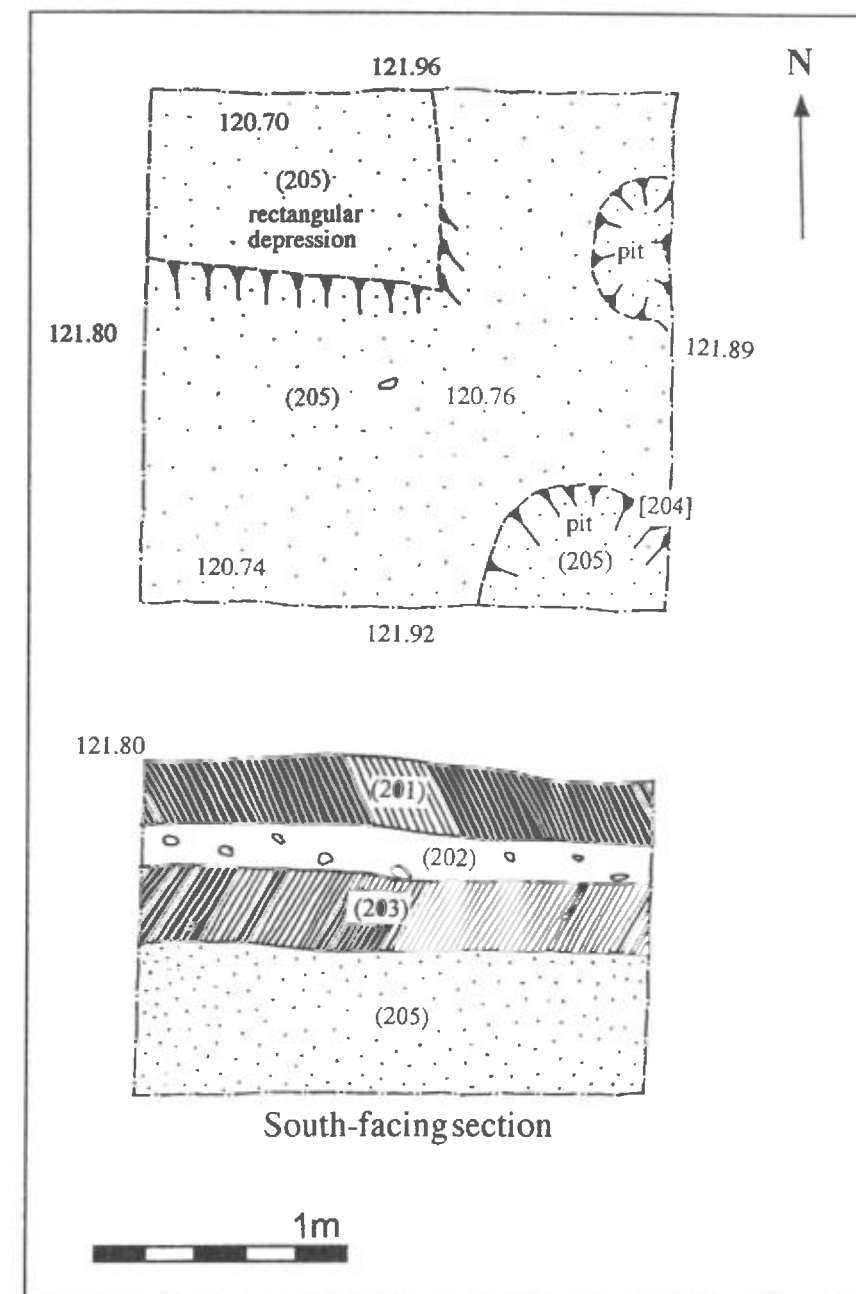 121.96
N
120.70
(205)
rectangular
depression
pit
121.80
121.89
(205)
120.76
[204]
pit
(205)
120.74
121.92
121.80
(201)
(202)
(203)
(205)
South-facing section
1m